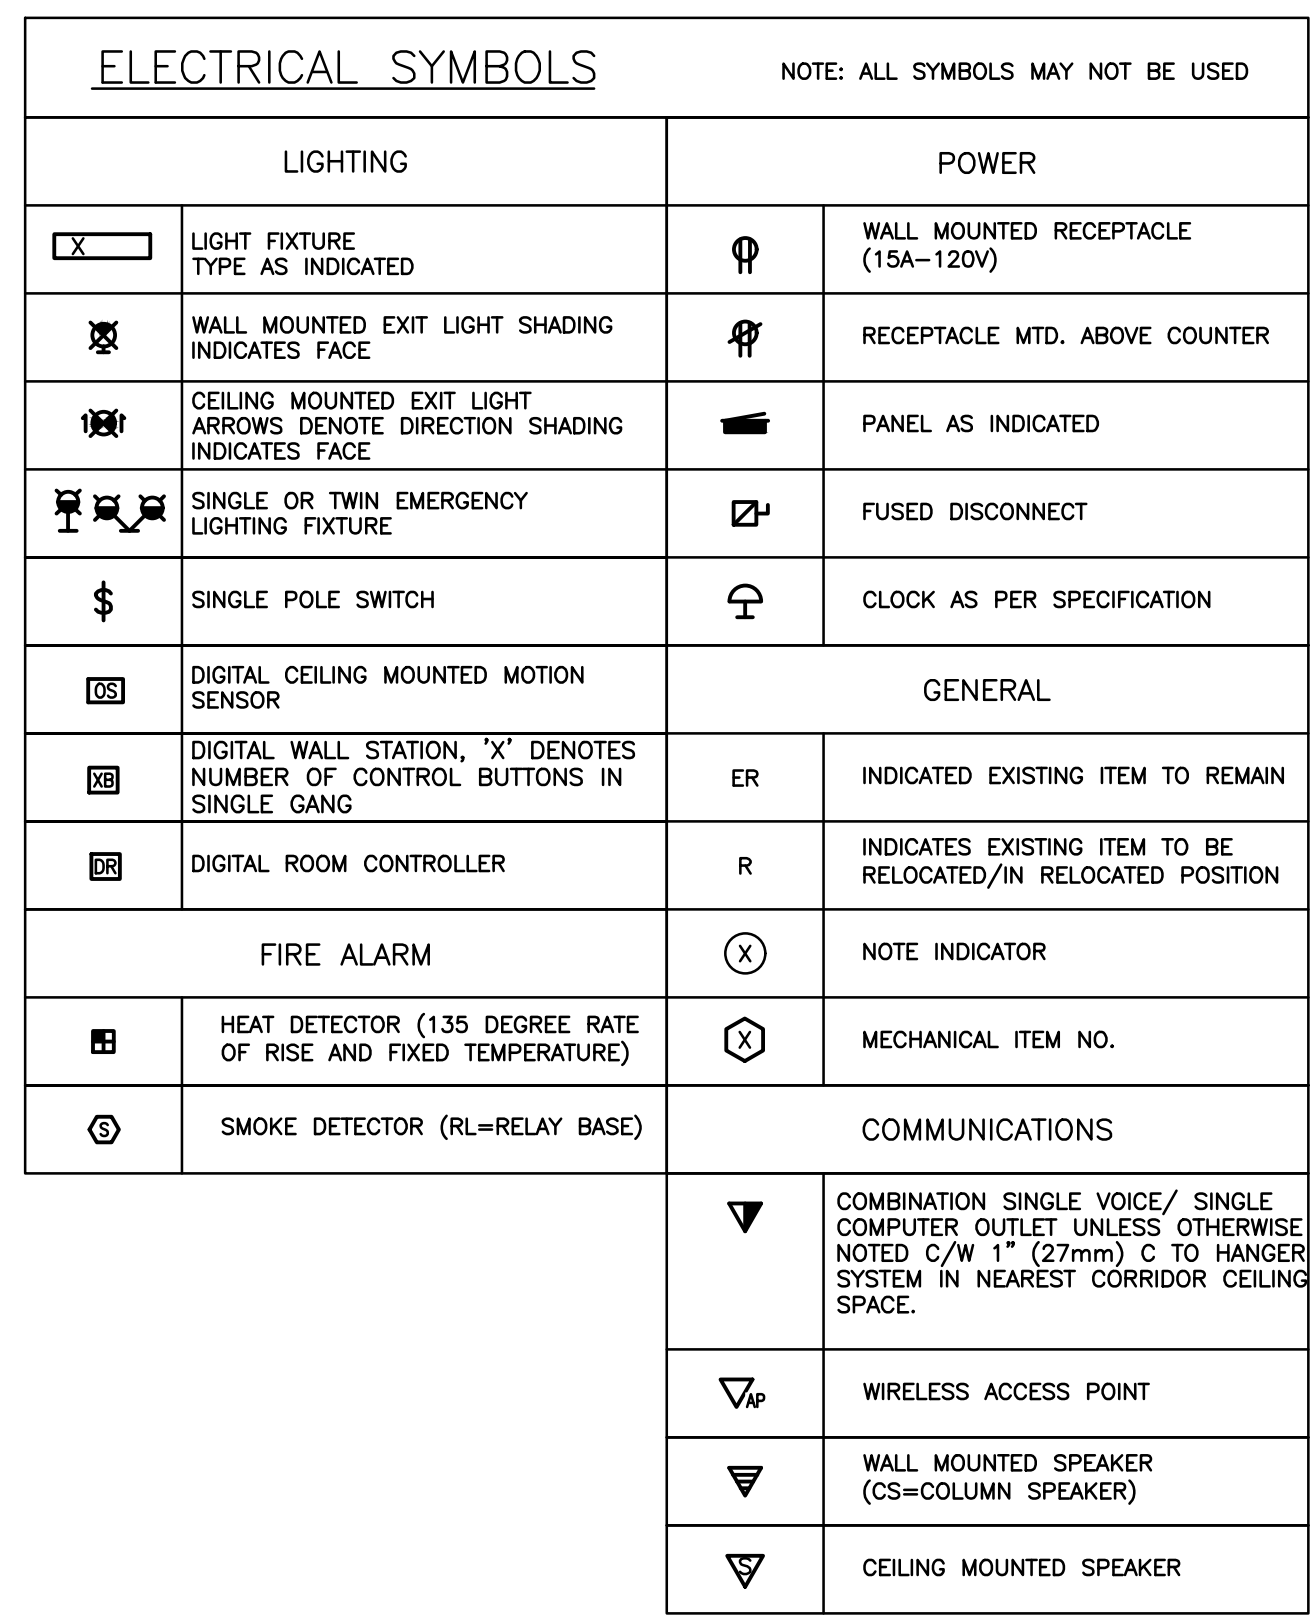 ELECTRICAL SYMBOLS
NOTE: ALL SYMBOLS MAY NOT BE USED
LIGHTING
X
LIGHT FIXTURE
TYPE AS INDICATED
WALL MOUNTED EXIT LIGHT SHADING
INDICATES FACE
CEILING MOUNTED EXIT LIGHT
ARROWS DENOTE DIRECTION SHADING
INDICATES FACE
SINGLE OR TWIN EMERGENCY
LIGHTING FIXTURE
$
SINGLE POLE SWITCH
OS
DIGITAL CEILING MOUNTED MOTION
SENSOR
XB
DIGITAL WALL STATION, 'X' DENOTES
NUMBER OF CONTROL BUTTONS IN
SINGLE GANG
DR
DIGITAL ROOM CONTROLLER
FIRE ALARM
HEAT DETECTOR (135 DEGREE RATE
OF RISE AND FIXED TEMPERATURE)
S
SMOKE DETECTOR (RL=RELAY BASE)
POWER
WALL MOUNTED RECEPTACLE
(15A-120V)
RECEPTACLE MTD. ABOVE COUNTER
PANEL AS INDICATED
FUSED DISCONNECT
CLOCK AS PER SPECIFICATION
GENERAL
ER
INDICATED EXISTING ITEM TO REMAIN
R
INDICATES EXISTING ITEM TO BE
RELOCATED/IN RELOCATED POSITION
X
NOTE INDICATOR
X
MECHANICAL ITEM NO.
COMMUNICATIONS
COMBINATION SINGLE VOICE/ SINGLE
COMPUTER OUTLET UNLESS OTHERWISE
NOTED C/W 1" (27mm) C TO HANGER
SYSTEM IN NEAREST CORRIDOR CEILING
SPACE.
AP
WIRELESS ACCESS POINT
WALL MOUNTED SPEAKER
(CS=COLUMN SPEAKER)
S
CEILING MOUNTED SPEAKER